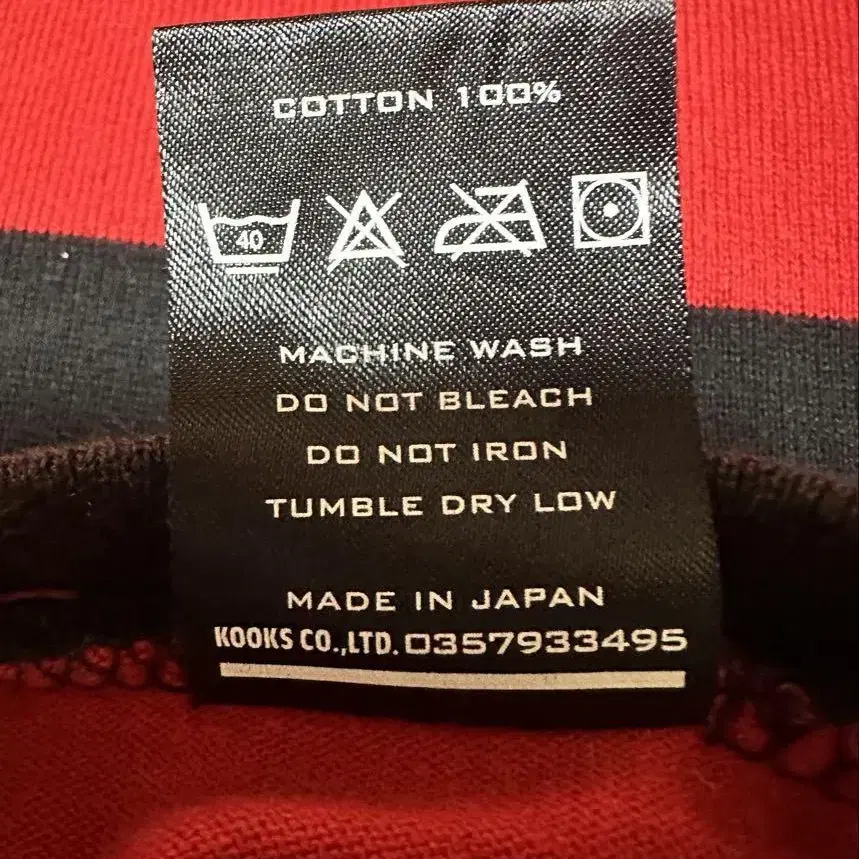 COTTON 100%
40
MACHINE WASH
DO NOT BLEACH
DO NOT IRON
TUMBLE DRY LOW
MADE IN JAPAN
KOOKS CO.,LTD. 0357933495